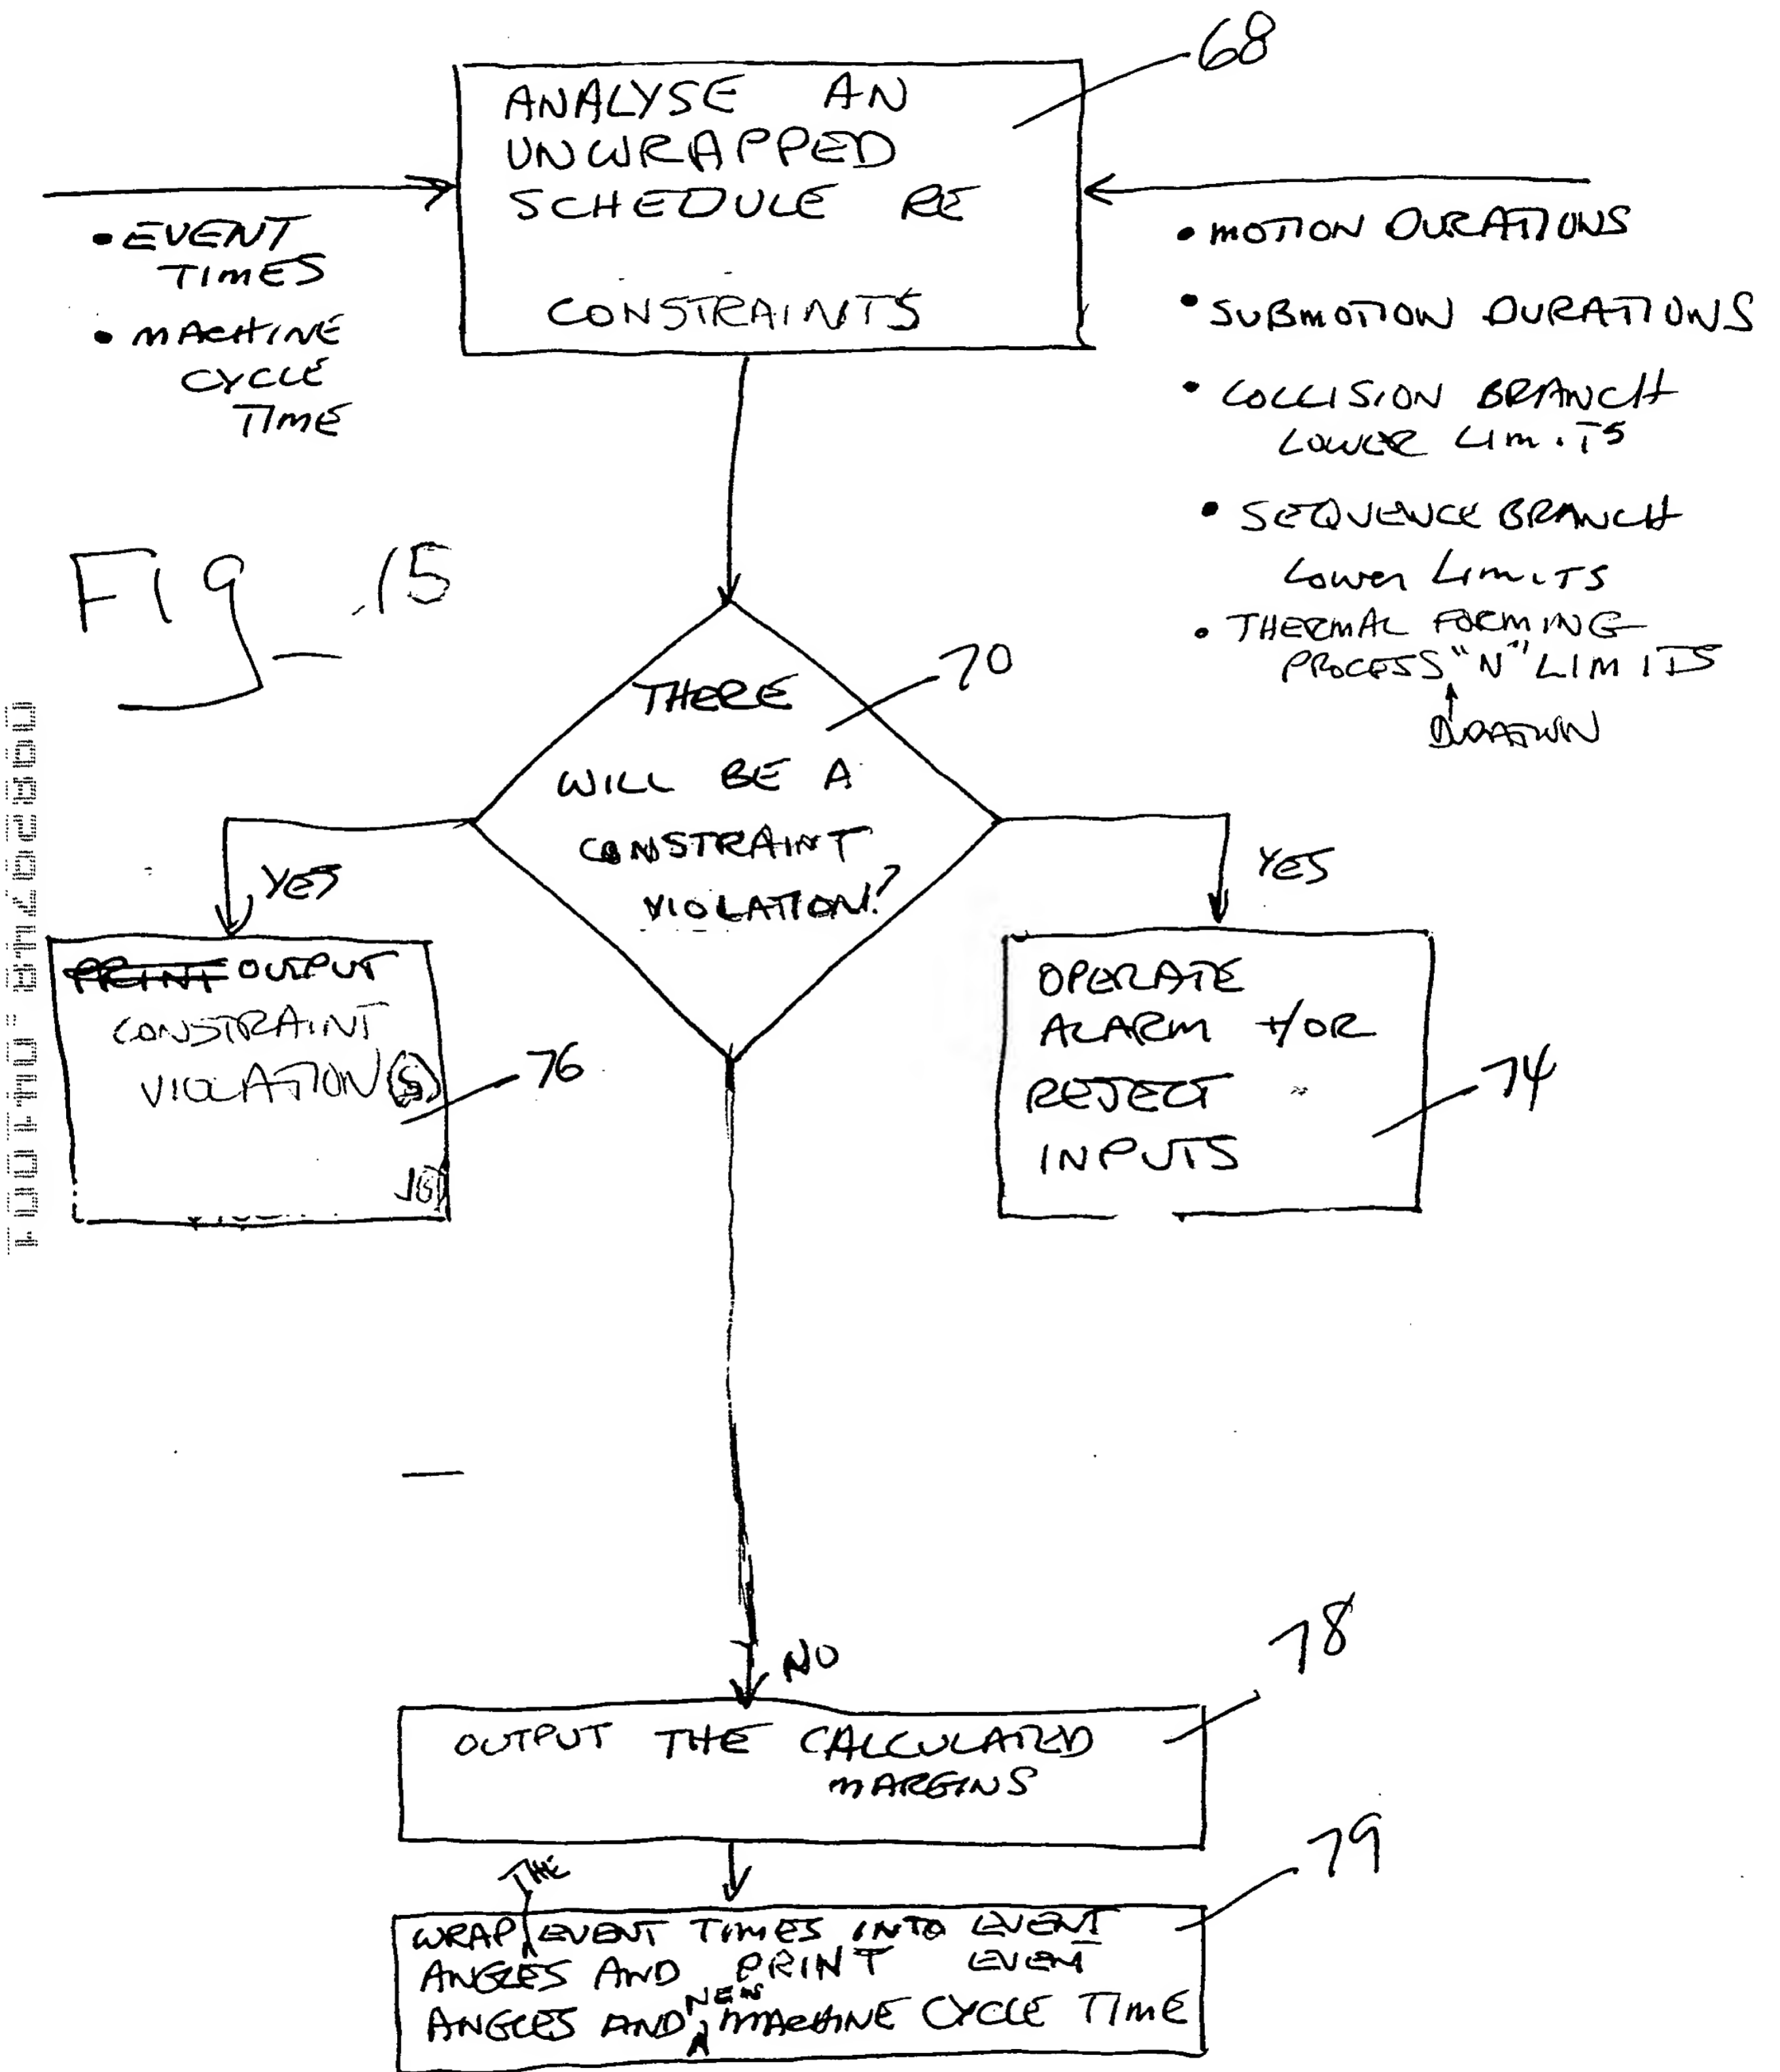 68
ANALYSE AN
UNWRAPPED
SCHEDULE RE
CONSTRAINTS
• EVENT
TIMES
• MACHINE
CYCLE
TIME
• MOTION DURATIONS
• SUBMOTION DURATIONS
• COLLISION BRANCH
LOWER LIMITS
• SEQUENCE BRANCH
LOWER LIMITS
• THERMAL FORMING
PROCESS "N" LIMITS
DURATION
Fig_15
70
THERE
WILL BE A
CONSTRAINT
VIOLATION?
YES
YES
PRINT OUTPUT
CONSTRAINT
VIOLATION(S)
76
OPERATE
ALARM +/OR
REJECT
INPUTS
74
NO
78
OUTPUT THE CALCULATED
MARGINS
79
THE
WRAP EVENT TIMES INTO EVENT
ANGLES AND PRINT EVENT
NEW
ANGLES AND MACHINE CYCLE TIME